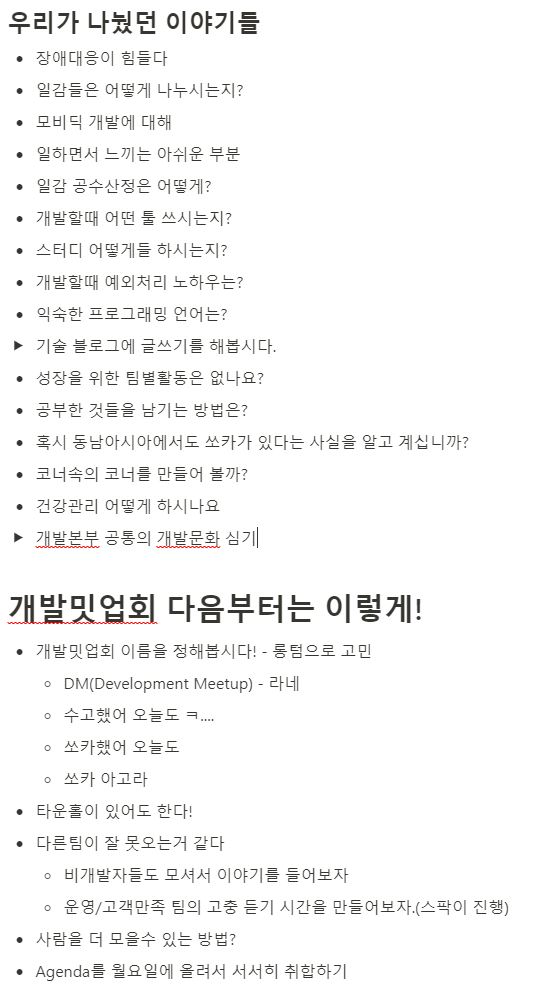 우리가 나눴던 이야기들
장애대응이 힘들다
일감들은 어떻게 나누시는지?
모비딕 개발에 대해
일하면서 느끼는 아쉬운 부분
일감 공수산정은 어떻게?
개발할때 어떤 툴 쓰시는지?
스터디 어떻게들 하시는지?
개발할때 예외처리 노하우는?
익숙한 프로그래밍 언어는?
기술 블로그에 글쓰기를 해봅시다.
성장을 위한 팀별활동은 없나요?
공부한 것들을 남기는 방법은?
혹시 동남아시아에서도 쏘카가 있다는 사실을 알고 계십니까?
코너속의 코너를 만들어 볼까?
건강관리 어떻게 하시나요
개발본부 공통의 개발문화 심기
개발밋업회 다음부터는 이렇게!
개발밋업회 이름을 정해봅시다! - 롱텀으로 고민
DM(Development Meetup) - 라네
수고했어 오늘도 ㅋ....
쏘카했어 오늘도
쏘카 아고라
타운홀이 있어도 한다!
다른팀이 잘 못오는거 같다
비개발자들도 모셔서 이야기를 들어보자
운영/고객만족 팀의 고충 듣기 시간을 만들어보자.(스팍이 진행)
사람을 더 모을수 있는 방법?
Agenda를 월요일에 올려서 서서히 취합하기